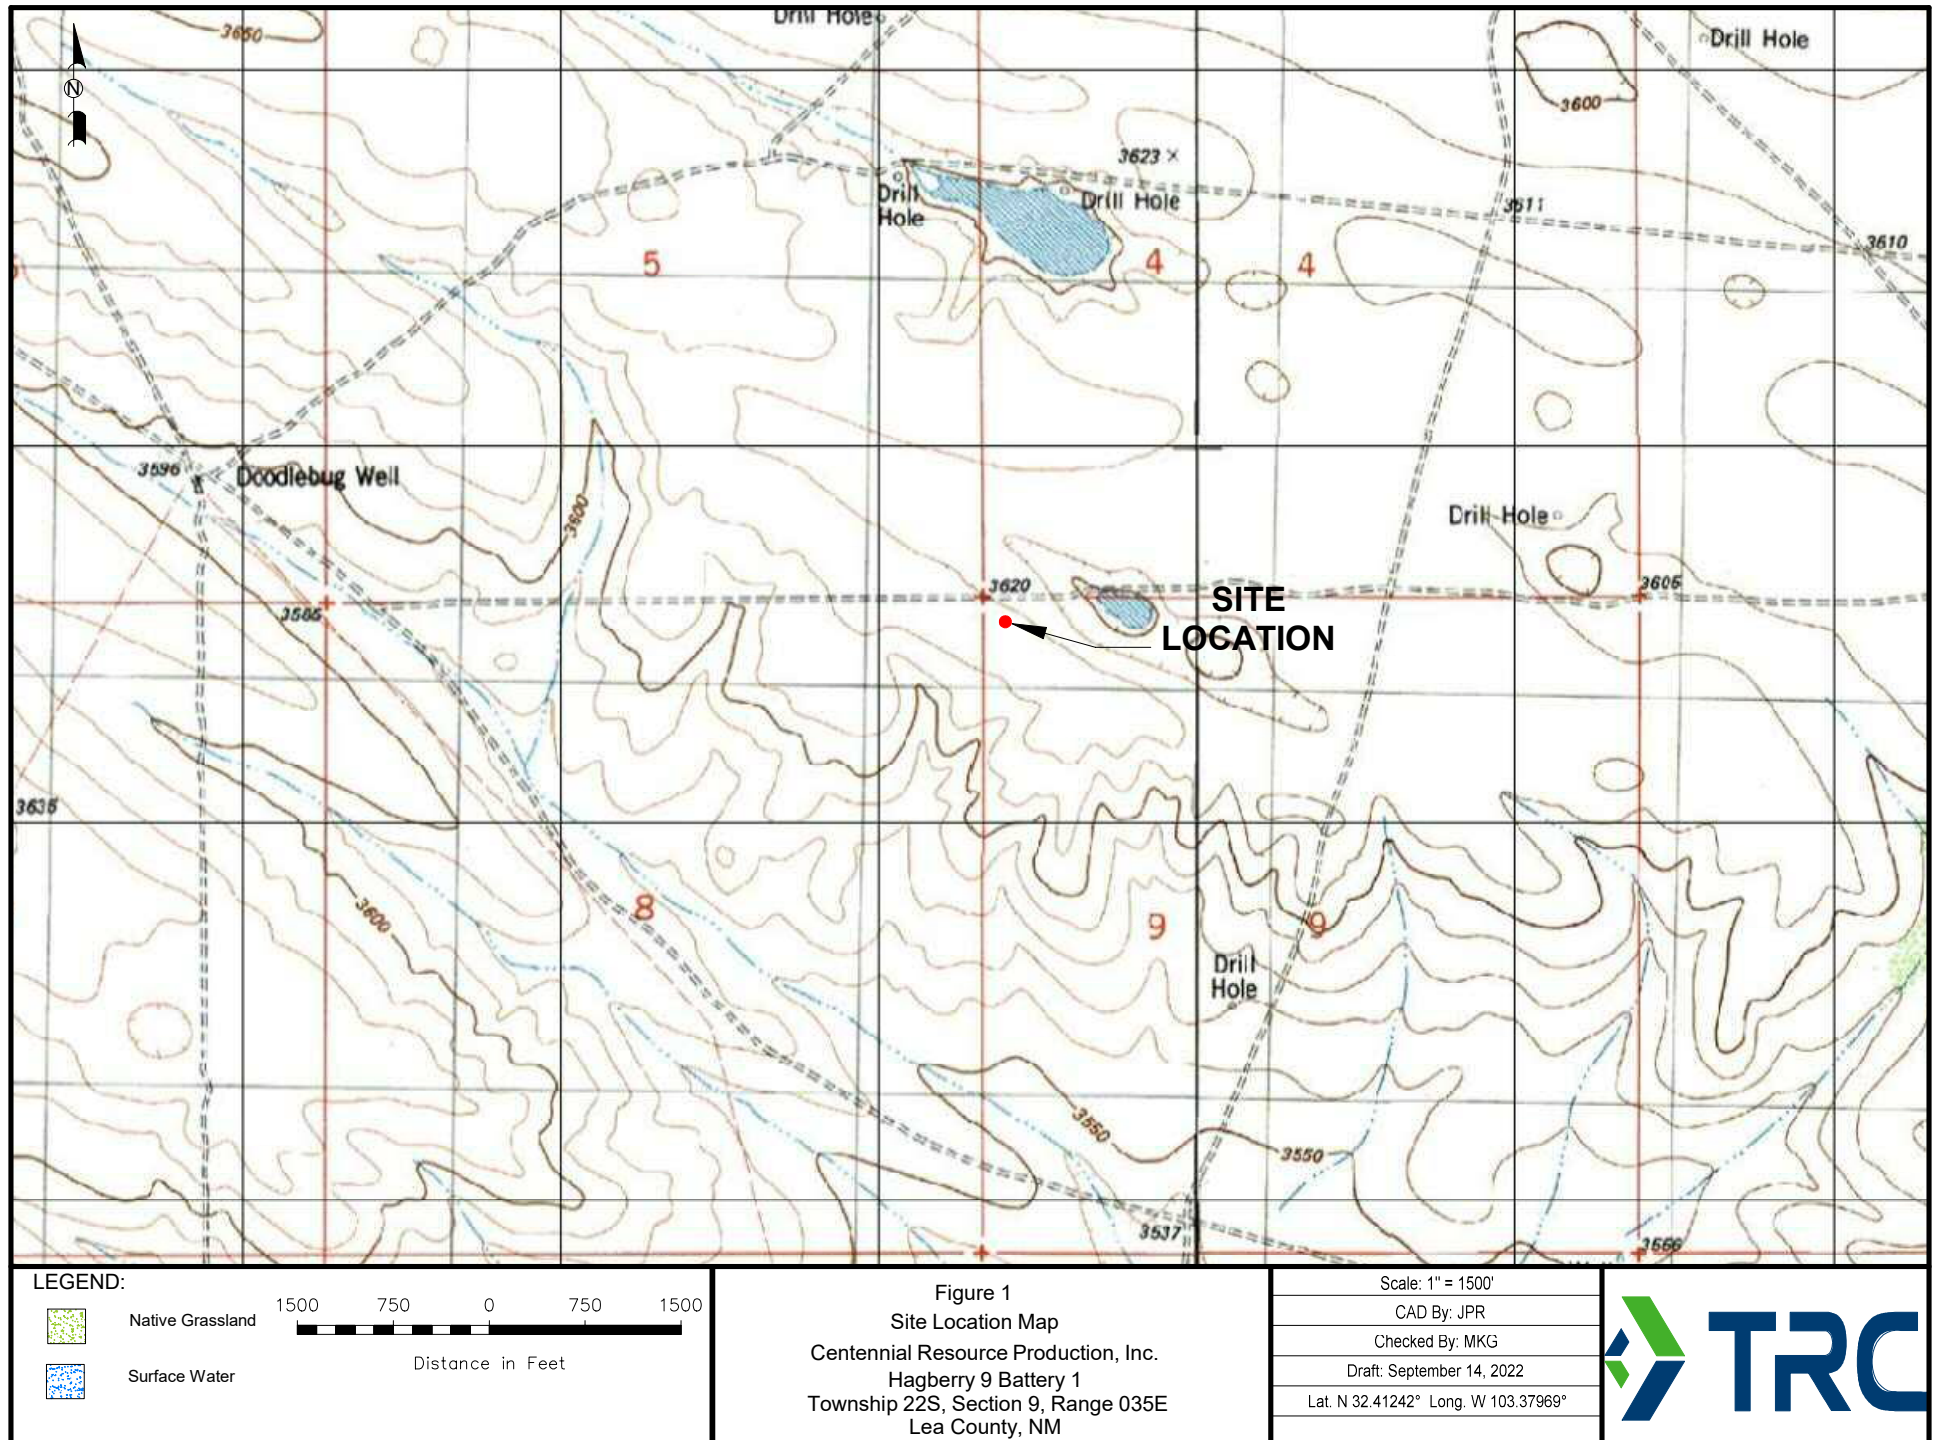 Drill Hole
3650
Drill Hole
N
3600
3623
Drill
Hole
Drill Hole
3611
3610
5
4
4
3596
Doodlebug Well
3600
Drill Hole
3620
3605
SITE
LOCATION
3585
3635
3600
8
9
9
Drill
Hole
3550
3550
3537
3566
LEGEND:
Native Grassland
Surface Water
1500 750 0 750 1500
Distance in Feet
Figure 1
Site Location Map
Centennial Resource Production, Inc.
Hagberry 9 Battery 1
Township 22S, Section 9, Range 035E
Lea County, NM
Scale: 1" = 1500'
CAD By: JPR
Checked By: MKG
Draft: September 14, 2022
Lat. N 32.41242° Long. W 103.37969°
TRC